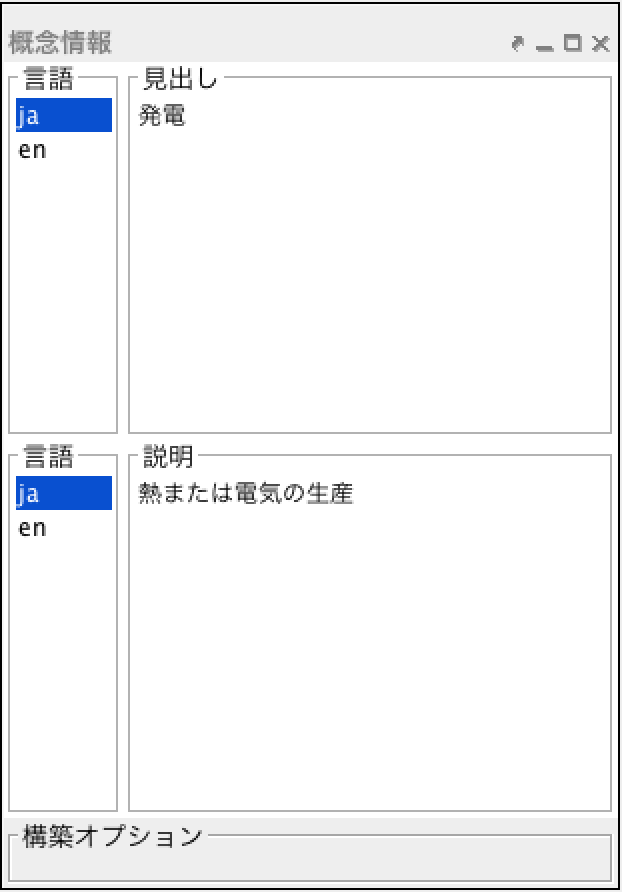 概念情報
言語
見出し
ja
発電
en
言語
説明
ja
熱または電気の生産
en
構築オプション